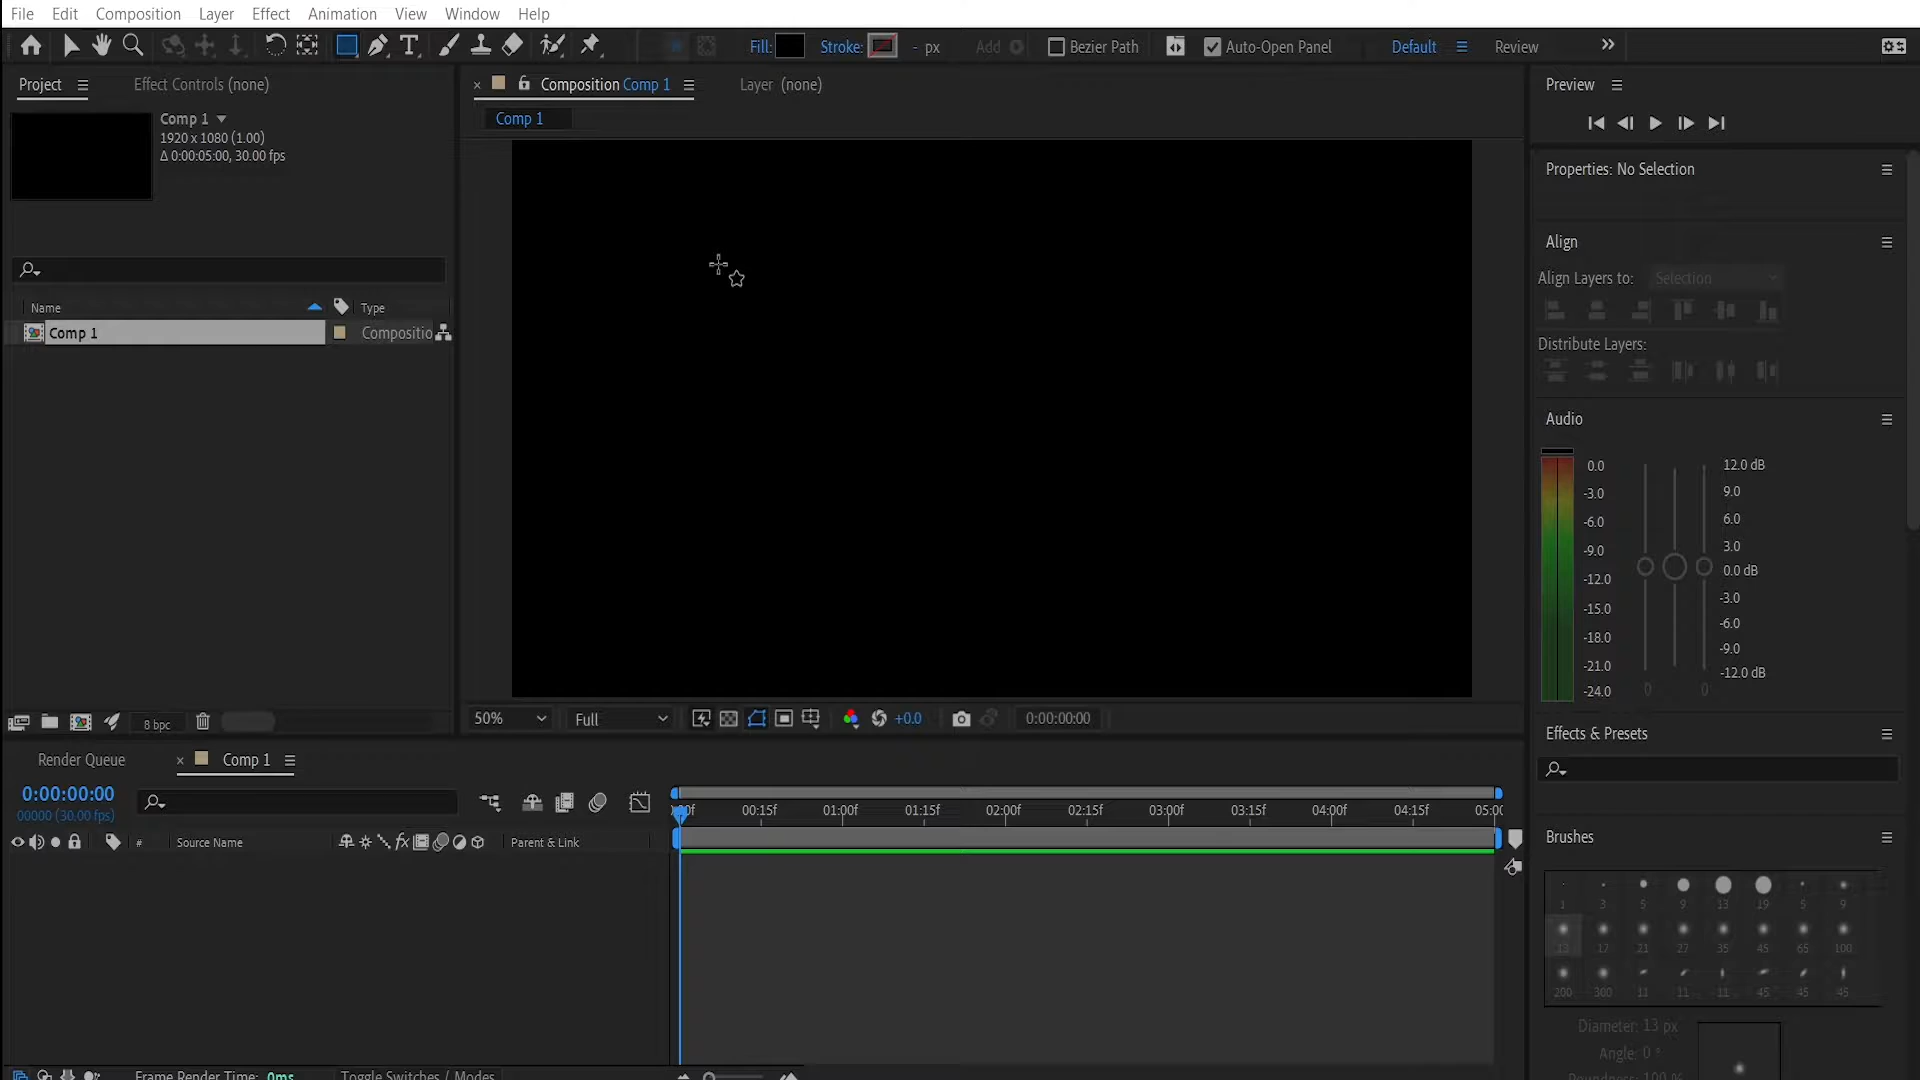 File Edit Composition Layer Effect Animation View Window Help
Fill: Stroke: - px Add Bezier Path Auto-Open Panel Default Review
Project Effect Controls (none)
Composition Comp 1 Layer (none)
Preview
Comp 1
1920 x 1080 (1.00)
Δ 0:00:05:00, 30.00 fps
Comp 1
Properties: No Selection
Align
Align Layers to: Selection
Distribute Layers:
Name Type
Comp 1 Compositio
Audio
0.0
-3.0
-6.0
-9.0
-12.0
-15.0
-18.0
-21.0
-24.0
12.0 dB
9.0
6.0
3.0
0.0 dB
-3.0
-6.0
-9.0
-12.0 dB
0 0
8 bpc
50% Full +0.0 0:00:00:00
Effects & Presets
Render Queue Comp 1
0:00:00:00
00000 (30.00 fps)
# Source Name fx Parent & Link
00:15f 01:00f 01:15f 02:00f 02:15f 03:00f 03:15f 04:00f 04:15f
Brushes
1 3 5 9 13 19 5 9
13 17 21 27 35 45 65 100
200 300 11 11 11 45 45 45
Diameter: 13 px
Angle: 0 °
Frame Render Time: 0ms Toggle Switches / Modes